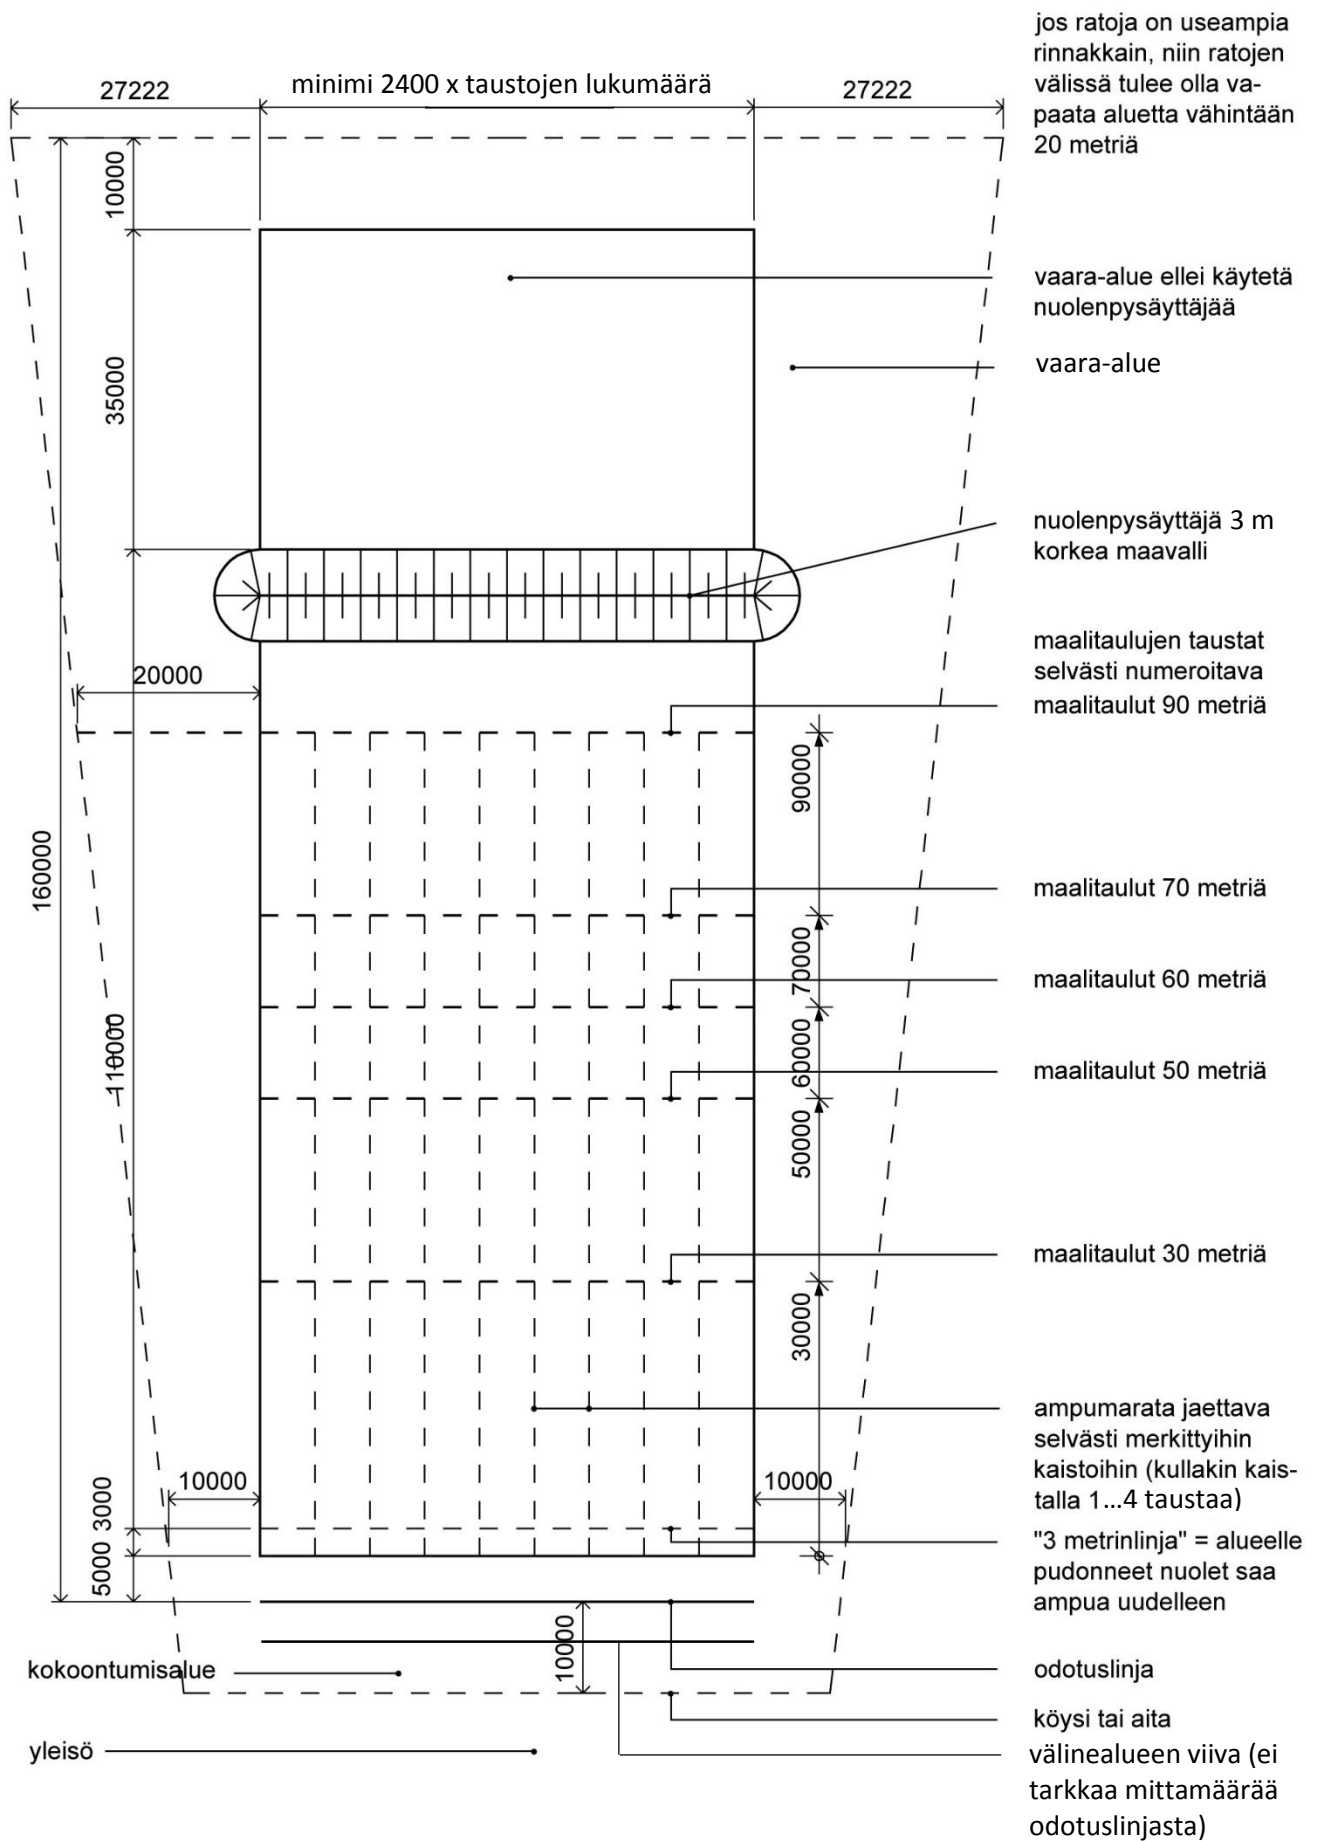 jos ratoja on useampia
rinnakkain, niin ratojen
välissä tulee olla va-
paata aluetta vähintään
20 metriä
27222
minimi 2400 x taustojen lukumäärä
27222
10000
vaara-alue ellei käytetä
nuolenpysäyttäjää
35000
vaara-alue
nuolenpysäyttäjä 3 m
korkea maavalli
maalitaulujen taustat
selvästi numeroitava
20000
maalitaulut 90 metriä
90000
160000
maalitaulut 70 metriä
70000
maalitaulut 60 metriä
110000
60000
maalitaulut 50 metriä
50000
maalitaulut 30 metriä
30000
ampumarata jaettava
selvästi merkittyihin
kaistoihin (kullakin kais-
talla 1...4 taustaa)
10000
10000
3000
"3 metrinlinja" = alueelle
pudonneet nuolet saa
ampua uudelleen
5000
10000
kokoontumisalue
odotuslinja
köysi tai aita
yleisö
välinealueen viiva (ei
tarkkaa mittamäärää
odotuslinjasta)